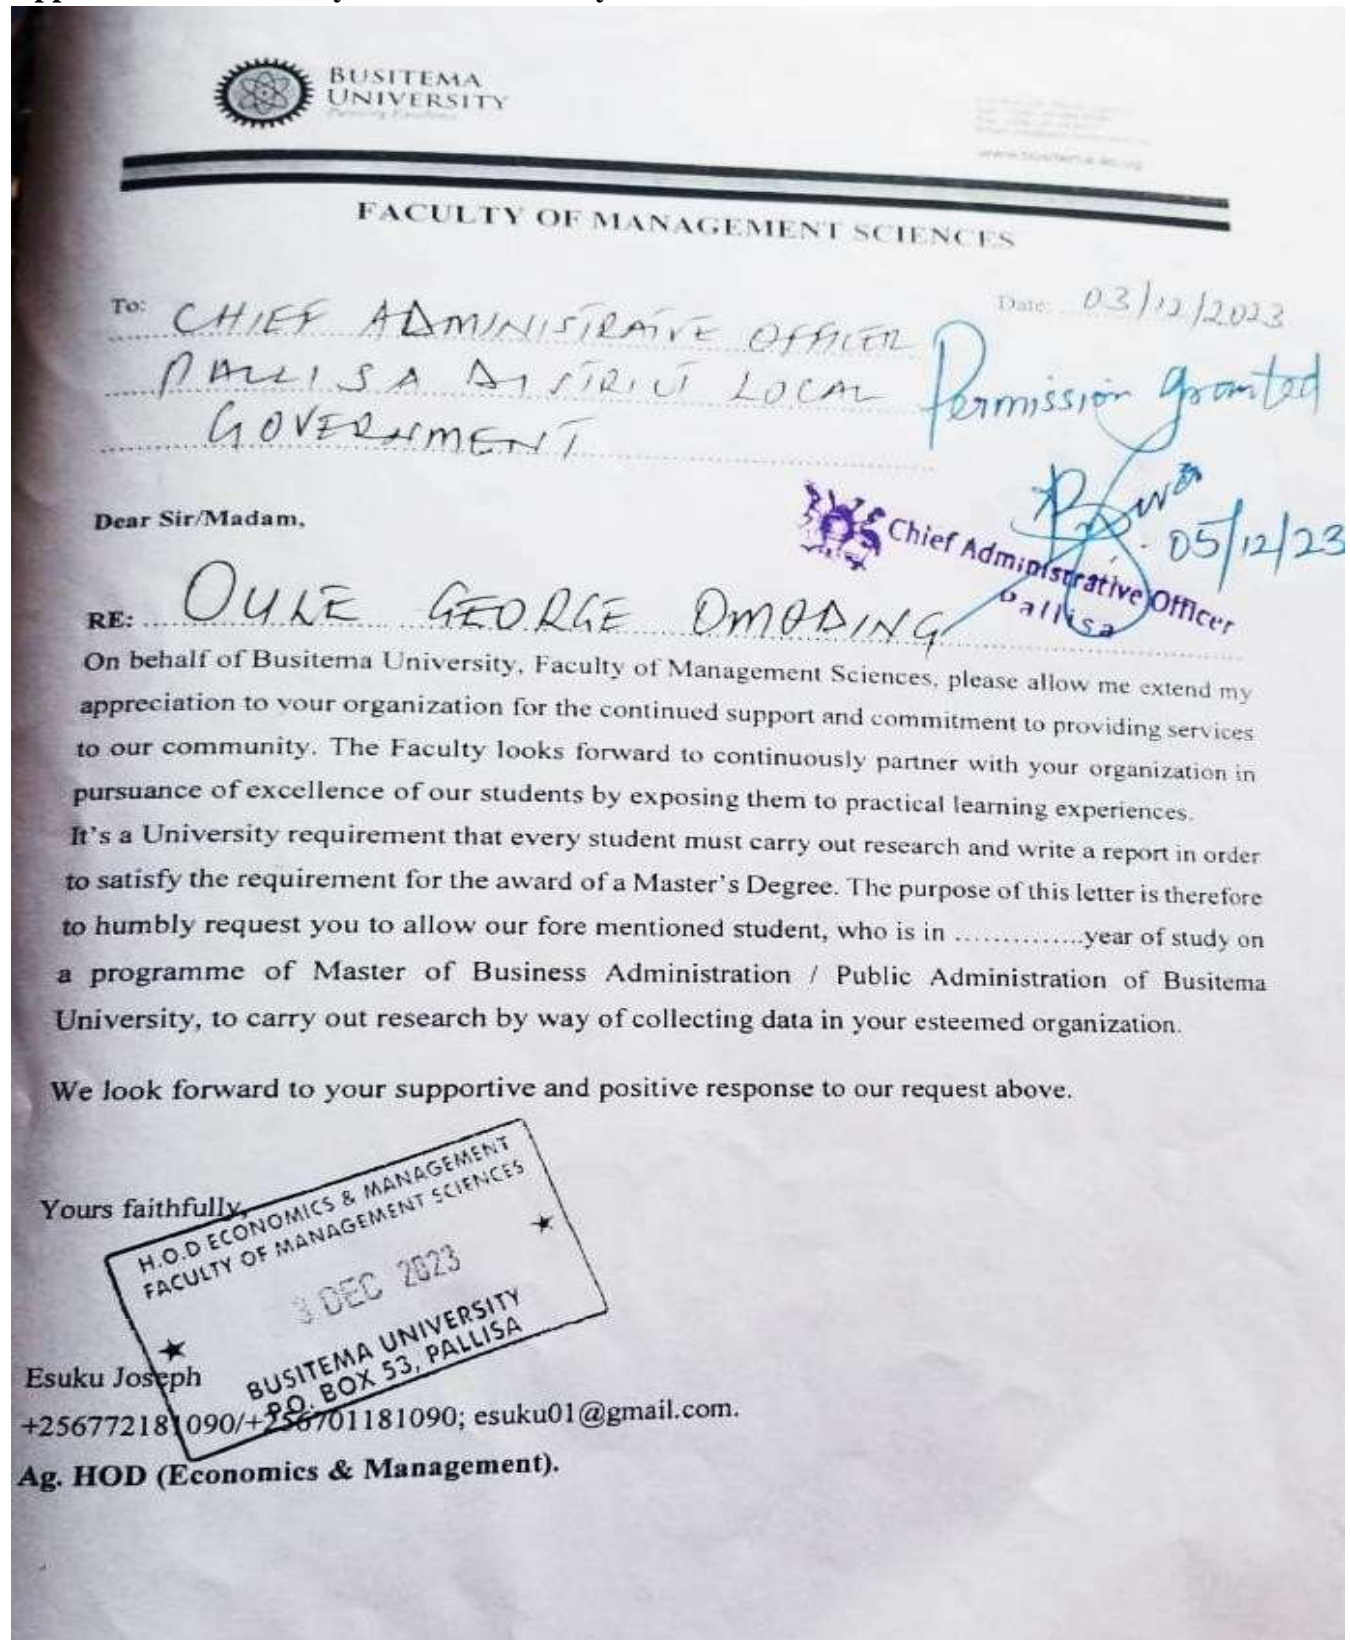 BUSITEMA
UNIVERSITY
Pursuing Excellence
www.busitema.ac.ug
FACULTY OF MANAGEMENT SCIENCES
To: CHIEF ADMINISTRATIVE OFFICER
Date: 03/12/2023
PALLISA DISTRICT LOCAL
GOVERNMENT
Permission granted
05/12/23
Chief Administrative Officer
Pallisa
Dear Sir/Madam,
RE: OULE GEORGE OMODING
On behalf of Busitema University, Faculty of Management Sciences, please allow me extend my
appreciation to your organization for the continued support and commitment to providing services
to our community. The Faculty looks forward to continuously partner with your organization in
pursuance of excellence of our students by exposing them to practical learning experiences.
It's a University requirement that every student must carry out research and write a report in order
to satisfy the requirement for the award of a Master's Degree. The purpose of this letter is therefore
to humbly request you to allow our fore mentioned student, who is in ..............year of study on
a programme of Master of Business Administration / Public Administration of Busitema
University, to carry out research by way of collecting data in your esteemed organization.
We look forward to your supportive and positive response to our request above.
Yours faithfully,
H.O.D ECONOMICS & MANAGEMENT
FACULTY OF MANAGEMENT SCIENCES
3 DEC 2023
BUSITEMA UNIVERSITY
P.O. BOX 53, PALLISA
Esuku Joseph
+256772181090/+256701181090; esuku01@gmail.com.
Ag. HOD (Economics & Management).